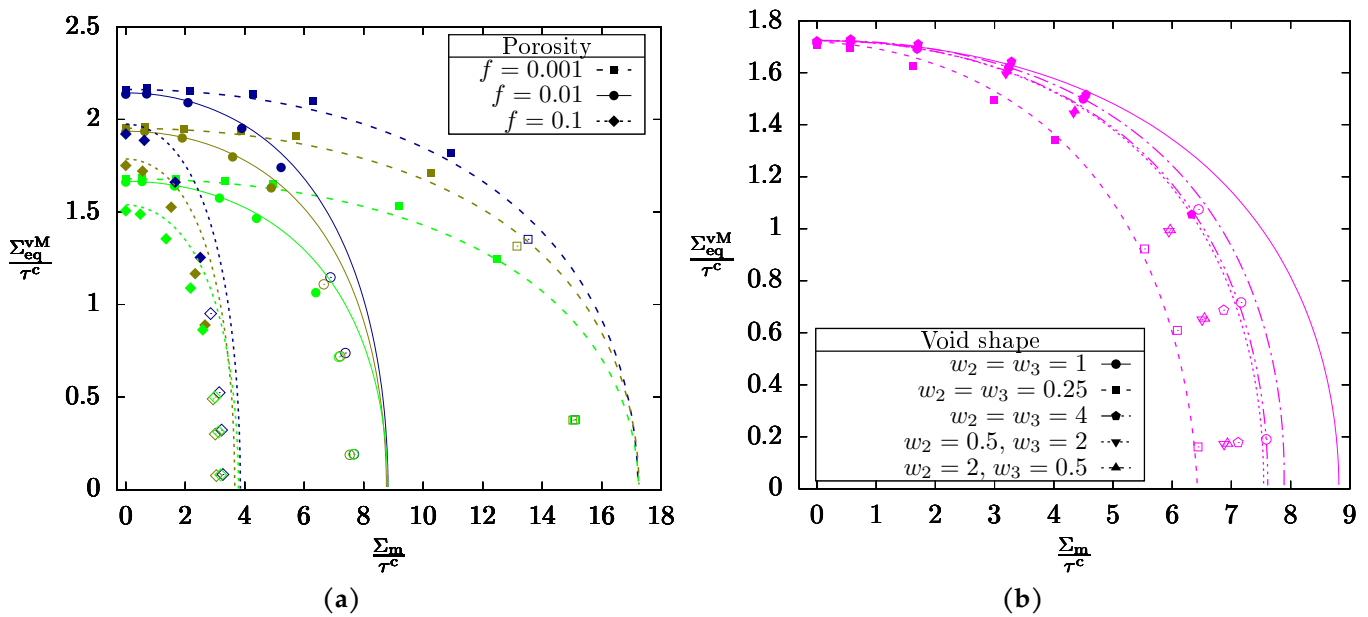 2.5
2
1.5
1
0.5
0
Σ_eq^vM / τ^c
Porosity
f = 0.001
f = 0.01
f = 0.1
0 2 4 6 8 10 12 14 16 18
Σ_m / τ^c
(a)
1.8
1.6
1.4
1.2
1
0.8
0.6
0.4
0.2
0
Σ_eq^vM / τ^c
Void shape
w₂ = w₃ = 1
w₂ = w₃ = 0.25
w₂ = w₃ = 4
w₂ = 0.5, w₃ = 2
w₂ = 2, w₃ = 0.5
0 1 2 3 4 5 6 7 8 9
Σ_m / τ^c
(b)